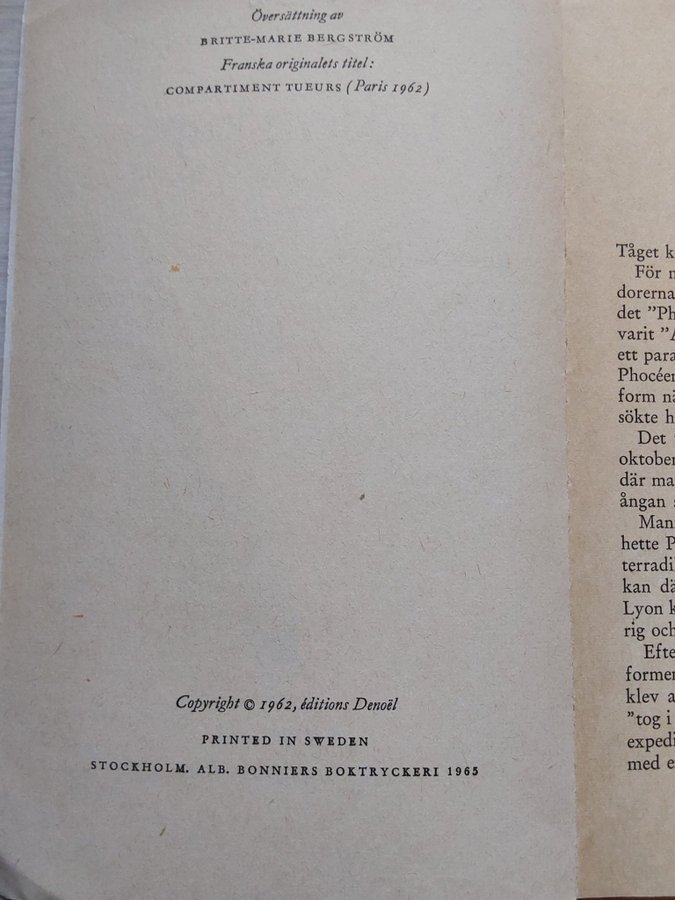 Översättning av
BRITTE-MARIE BERGSTRÖM
Franska originalets titel:
COMPARTIMENT TUEURS (Paris 1962)
Copyright © 1962, éditions Denoël
PRINTED IN SWEDEN
STOCKHOLM. ALB. BONNIERS BOKTRYCKERI 1965
Tåget k
För
dorerna
det ”Ph
varit ”A
ett para
Phocéen
form nä
sökte h
Det
oktober
där ma
ångan s
Mann
hette P
terradi
kan dä
Lyon k
rig och
Efte
former
klev a
”tog i
expedi
med e